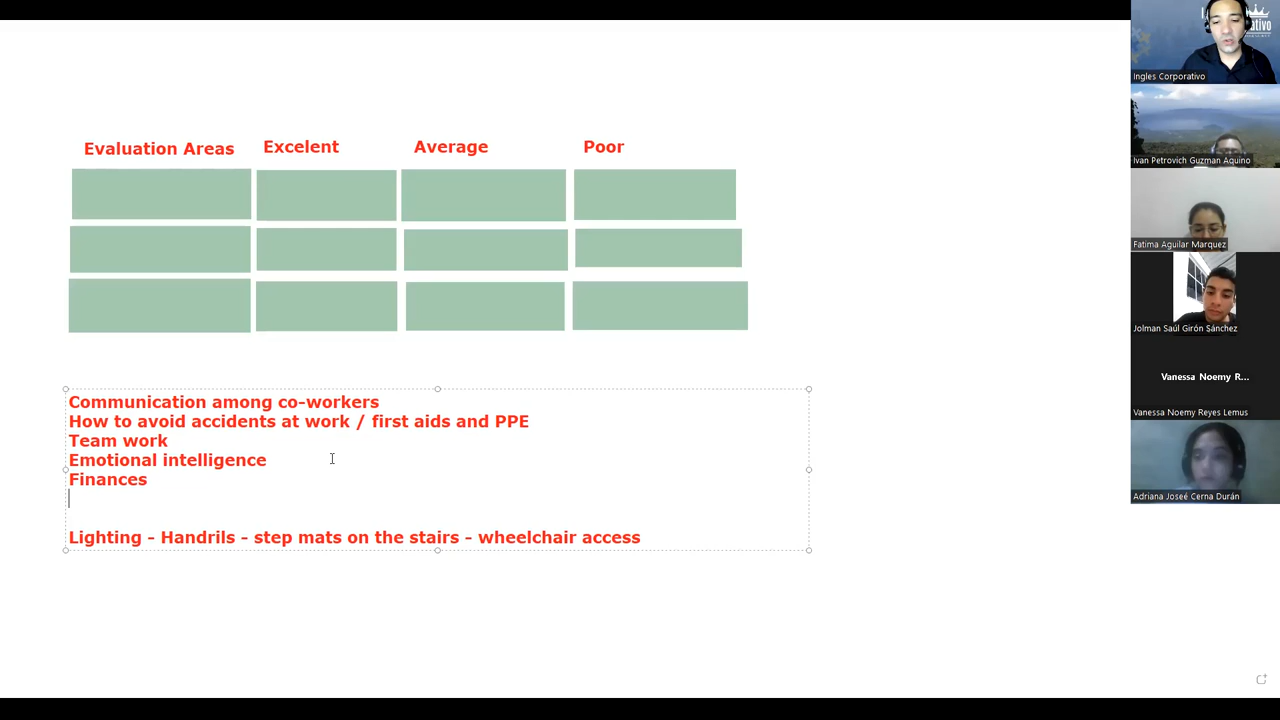 Evaluation Areas Excelent Average Poor
Communication among co-workers
How to avoid accidents at work / first aids and PPE
Team work
Emotional intelligence
Finances
Lighting - Handrils - step mats on the stairs - wheelchair access
Ingles Corporativo
Ivan Petrovich Guzman Aquino
Fatima Aguilar Marquez
Jolman Saúl Girón Sánchez
Vanessa Noemy R...
Vanessa Noemy Reyes Lemus
Adriana Joseé Cerna Durán